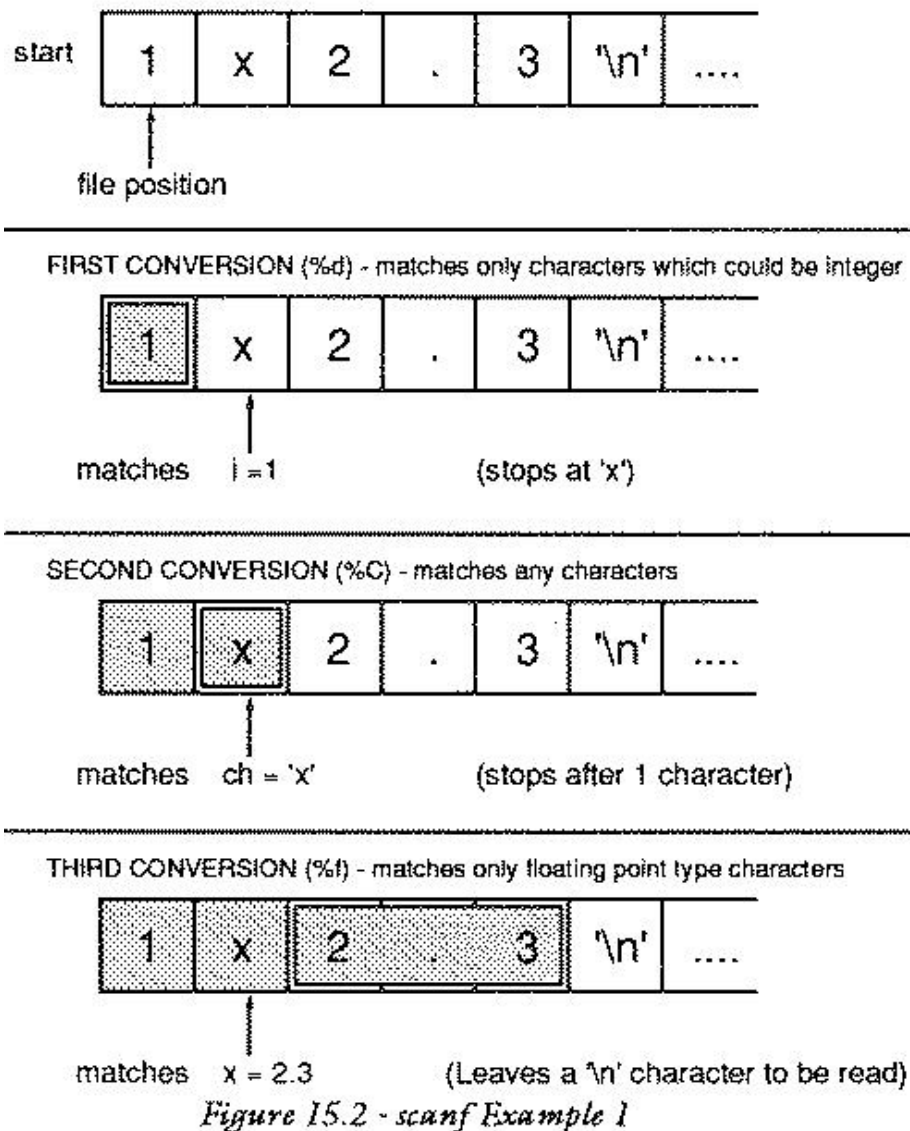 start 1 x 2 . 3 '\n' ....
file position
FIRST CONVERSION (%d) - matches only characters which could be integer
1 x 2 . 3 '\n' ....
matches i =1 (stops at 'x')
SECOND CONVERSION (%C) - matches any characters
1 x 2 . 3 '\n' ....
matches ch = 'x' (stops after 1 character)
THIRD CONVERSION (%f) - matches only floating point type characters
1 x 2 . 3 '\n' ....
matches x = 2.3 (Leaves a '\n' character to be read)
Figure 15.2 - scanf Example 1